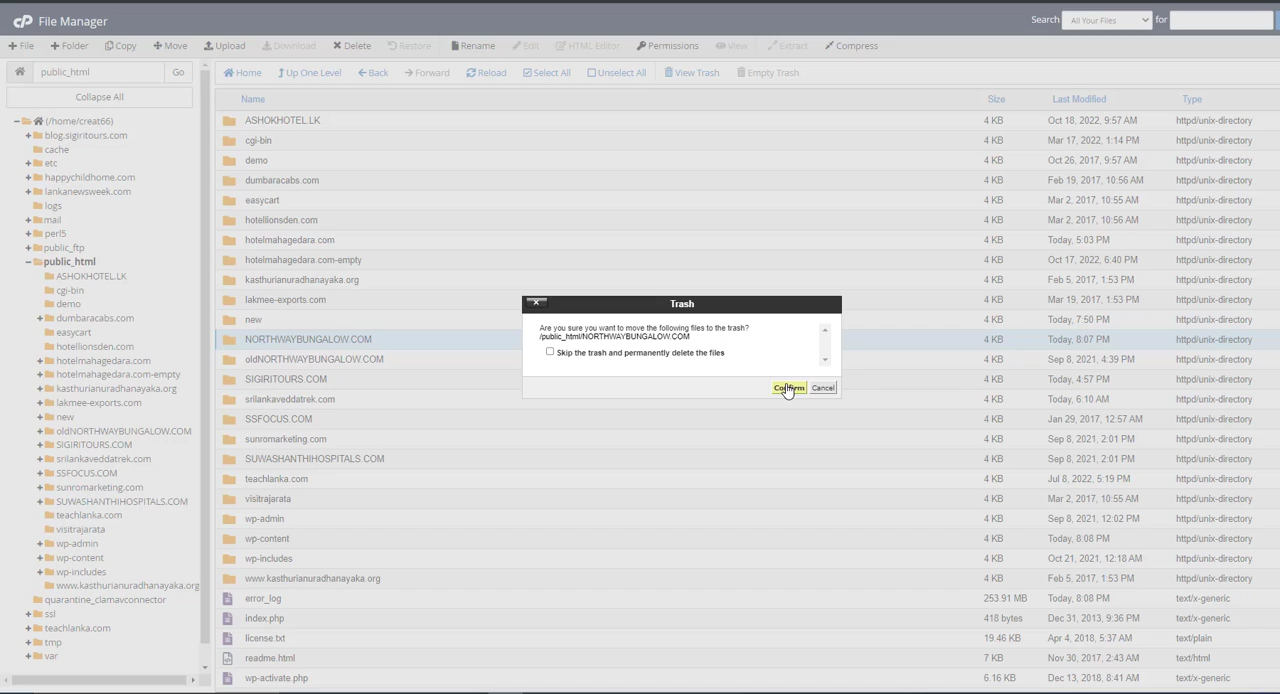 cP File Manager
Search All Your Files for
File Folder Copy Move Upload Download Delete Restore Rename Edit HTML Editor Permissions View Extract Compress
public_html Go
Home Up One Level Back Forward Reload Select All Unselect All View Trash Empty Trash
Collapse All
(/home/creat66)
blog.sigiritours.com
cache
etc
happychildhome.com
lankanewsweek.com
logs
mail
perl5
public_ftp
public_html
ASHOKHOTEL.LK
cgi-bin
demo
dumbaracabs.com
easycart
hotellionsden.com
hotelmahagedara.com
hotelmahagedara.com-empty
kasthurianuradhanayaka.org
lakmee-exports.com
new
oldNORTHWAYBUNGALOW.COM
SIGIRITOURS.COM
srilankaveddatrek.com
SSFOCUS.COM
sunromarketing.com
SUWASHANTHIHOSPITALS.COM
teachlanka.com
visitrajarata
wp-admin
wp-content
wp-includes
www.kasthurianuradhanayaka.org
quarantine_clamavconnector
ssl
teachlanka.com
tmp
var
Name Size Last Modified Type
ASHOKHOTEL.LK 4 KB Oct 18, 2022, 9:57 AM httpd/unix-directory
cgi-bin 4 KB Mar 17, 2022, 1:14 PM httpd/unix-directory
demo 4 KB Oct 26, 2017, 9:57 AM httpd/unix-directory
dumbaracabs.com 4 KB Feb 19, 2017, 10:56 AM httpd/unix-directory
easycart 4 KB Mar 2, 2017, 10:55 AM httpd/unix-directory
hotellionsden.com 4 KB Mar 2, 2017, 10:56 AM httpd/unix-directory
hotelmahagedara.com 4 KB Today, 5:03 PM httpd/unix-directory
hotelmahagedara.com-empty 4 KB Oct 17, 2022, 6:40 PM httpd/unix-directory
kasthurianuradhanayaka.org 4 KB Feb 5, 2017, 1:53 PM httpd/unix-directory
lakmee-exports.com 4 KB Mar 19, 2017, 1:53 PM httpd/unix-directory
new 4 KB Today, 7:50 PM httpd/unix-directory
NORTHWAYBUNGALOW.COM 4 KB Today, 8:07 PM httpd/unix-directory
oldNORTHWAYBUNGALOW.COM 4 KB Sep 8, 2021, 4:39 PM httpd/unix-directory
SIGIRITOURS.COM 4 KB Today, 4:57 PM httpd/unix-directory
srilankaveddatrek.com 4 KB Today, 6:10 AM httpd/unix-directory
SSFOCUS.COM 4 KB Jan 29, 2017, 12:57 AM httpd/unix-directory
sunromarketing.com 4 KB Sep 8, 2021, 2:01 PM httpd/unix-directory
SUWASHANTHIHOSPITALS.COM 4 KB Sep 8, 2021, 2:01 PM httpd/unix-directory
teachlanka.com 4 KB Jul 8, 2022, 5:19 PM httpd/unix-directory
visitrajarata 4 KB Mar 2, 2017, 10:55 AM httpd/unix-directory
wp-admin 4 KB Sep 8, 2021, 12:02 PM httpd/unix-directory
wp-content 4 KB Today, 8:08 PM httpd/unix-directory
wp-includes 4 KB Oct 21, 2021, 12:18 AM httpd/unix-directory
www.kasthurianuradhanayaka.org 4 KB Feb 5, 2017, 1:53 PM httpd/unix-directory
error_log 253.91 MB Today, 8:08 PM text/x-generic
index.php 418 bytes Dec 31, 2013, 9:36 PM text/x-generic
license.txt 19.46 KB Apr 4, 2018, 5:37 AM text/plain
readme.html 7 KB Nov 30, 2017, 2:43 AM text/html
wp-activate.php 6.16 KB Dec 13, 2018, 8:41 AM text/x-generic
Trash
Are you sure you want to move the following files to the trash?
/public_html/NORTHWAYBUNGALOW.COM
Skip the trash and permanently delete the files
Confirm Cancel